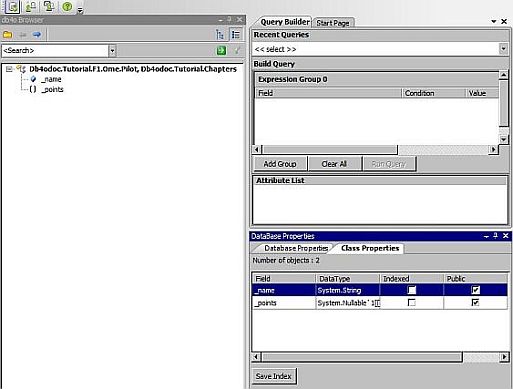 db4o Browser
<Search>
Db4odoc.Tutorial.F1.Ome.Pilot, Db4odoc.Tutorial.Chapters
_name
_points
Query Builder
Start Page
Recent Queries
<< select >>
Build Query
Expression Group 0
Field Condition Value
Add Group Clear All Run Query
Attribute List
DataBase Properties
Database Properties Class Properties
Number of objects : 2
Field DataType Indexed Public
_name System.String
_points System.Nullable`1[[
Save Index